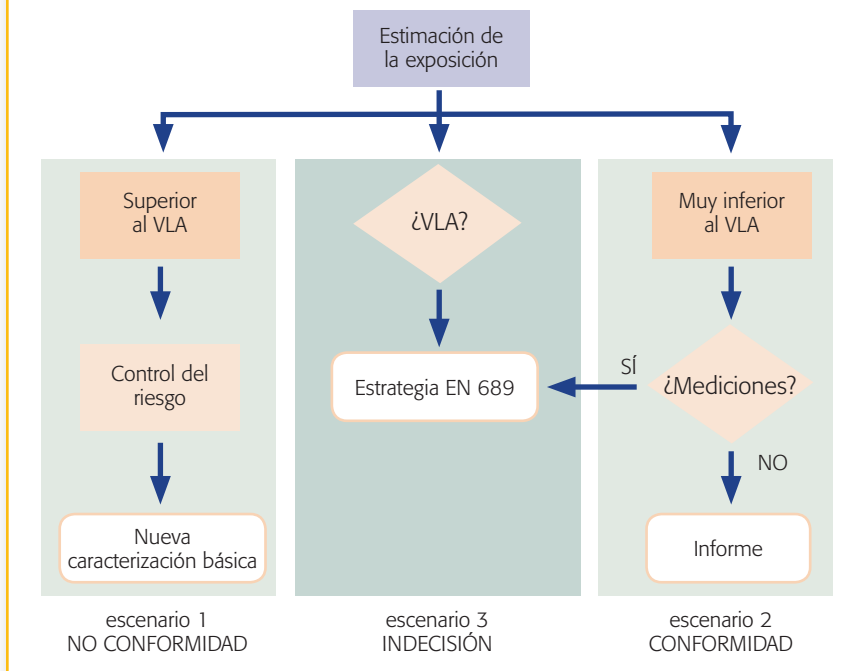 Estimación de
la exposición
Superior
al VLA
Control del
riesgo
Nueva
caracterización básica
escenario 1
NO CONFORMIDAD
¿VLA?
Estrategia EN 689
escenario 3
INDECISIÓN
Muy inferior
al VLA
¿Mediciones?
SÍ
NO
Informe
escenario 2
CONFORMIDAD